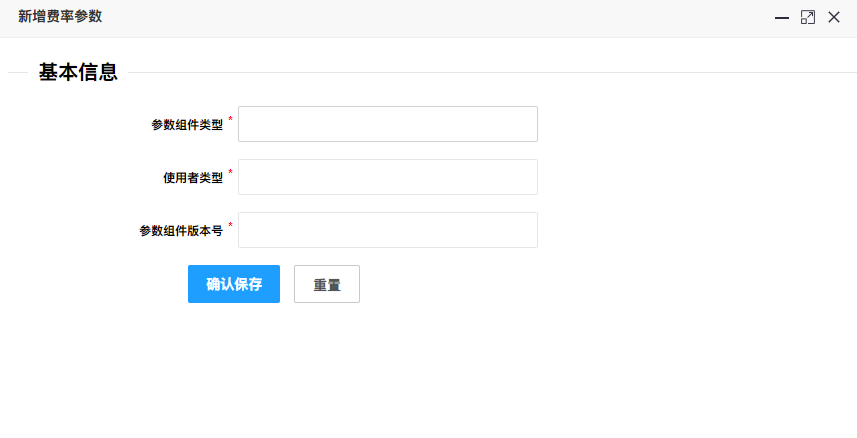 新增费率参数
基本信息
参数组件类型 *
使用者类型 *
参数组件版本号 *
确认保存 重置